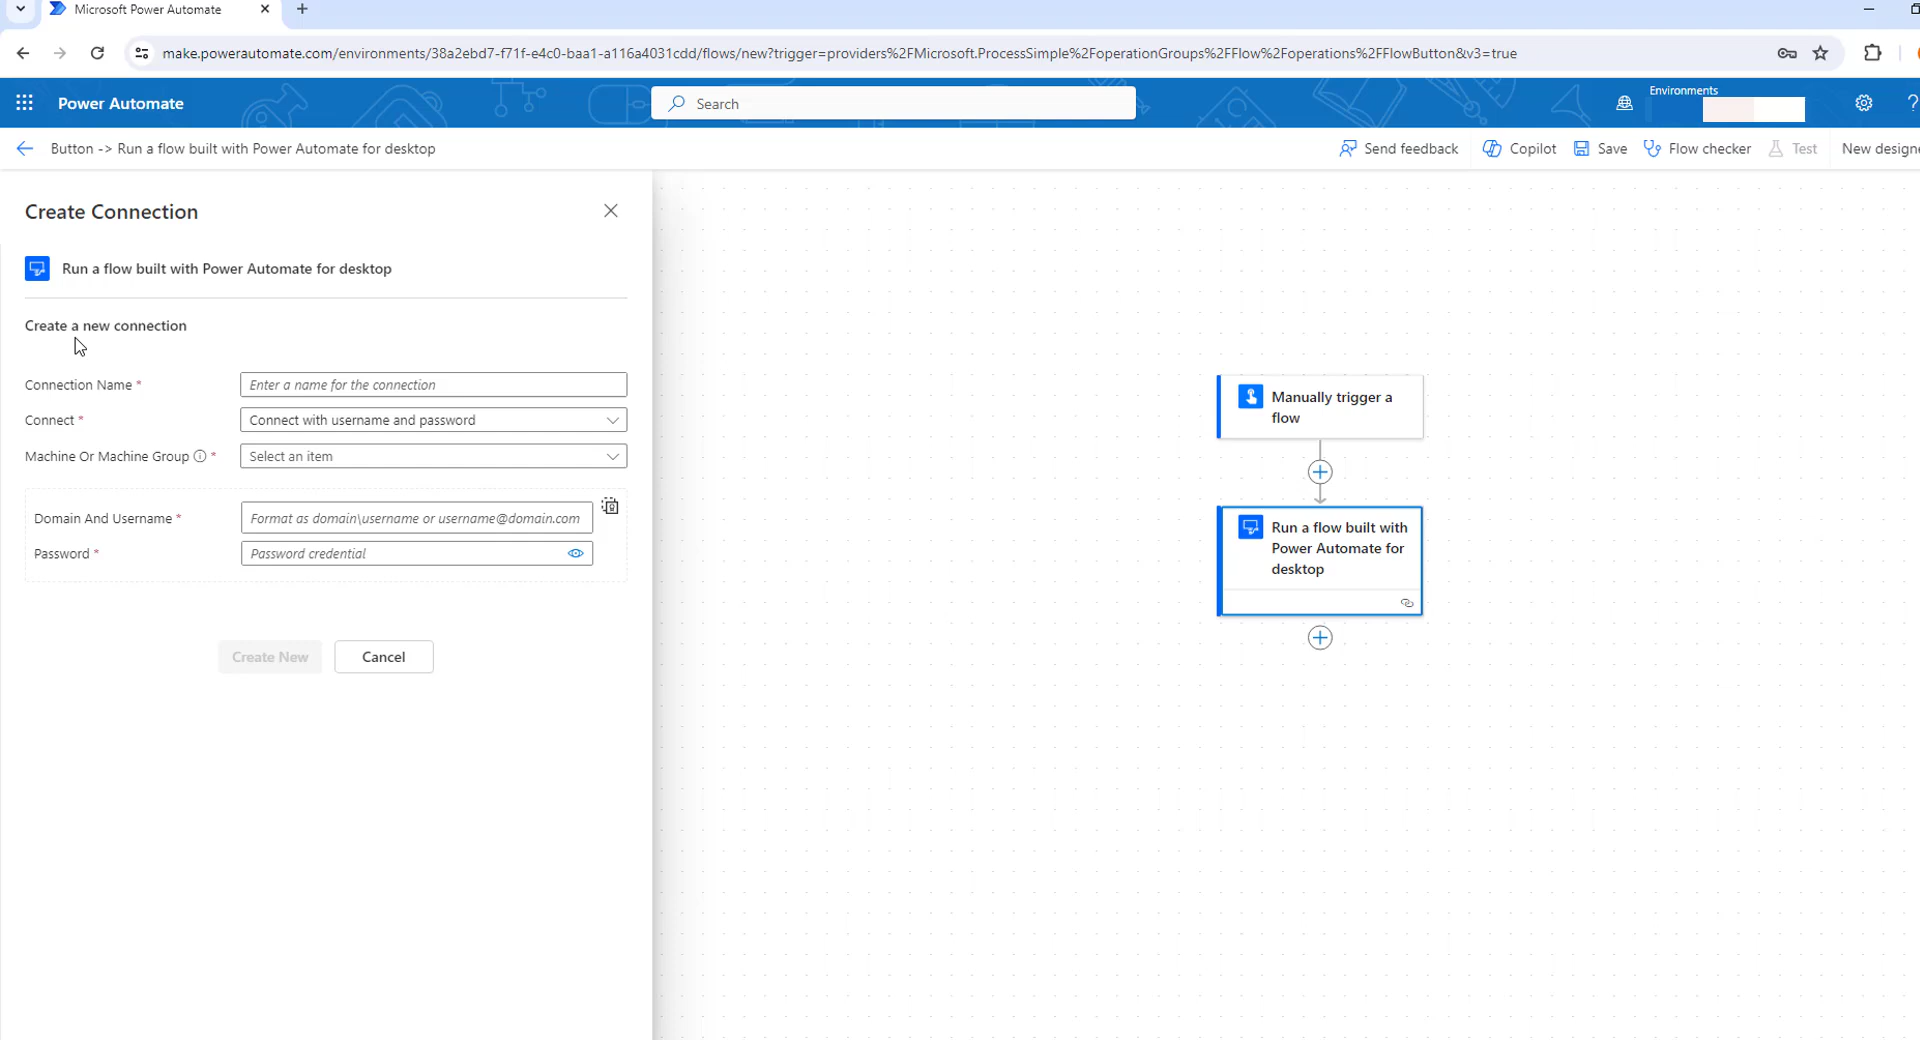 Microsoft Power Automate
make.powerautomate.com/environments/38a2ebd7-f71f-e4c0-baa1-a116a4031cdd/flows/new?trigger=providers%2FMicrosoft.ProcessSimple%2FoperationGroups%2FFlow%2Foperations%2FFlowButton&v3=true
Power Automate
Search
Environments
Button -> Run a flow built with Power Automate for desktop
Send feedback
Copilot
Save
Flow checker
Test
New designe
Create Connection
Run a flow built with Power Automate for desktop
Create a new connection
Connection Name *
Enter a name for the connection
Connect *
Connect with username and password
Machine Or Machine Group *
Select an item
Domain And Username *
Format as domain\username or username@domain.com
Password *
Password credential
Create New
Cancel
Manually trigger a
flow
Run a flow built with
Power Automate for
desktop